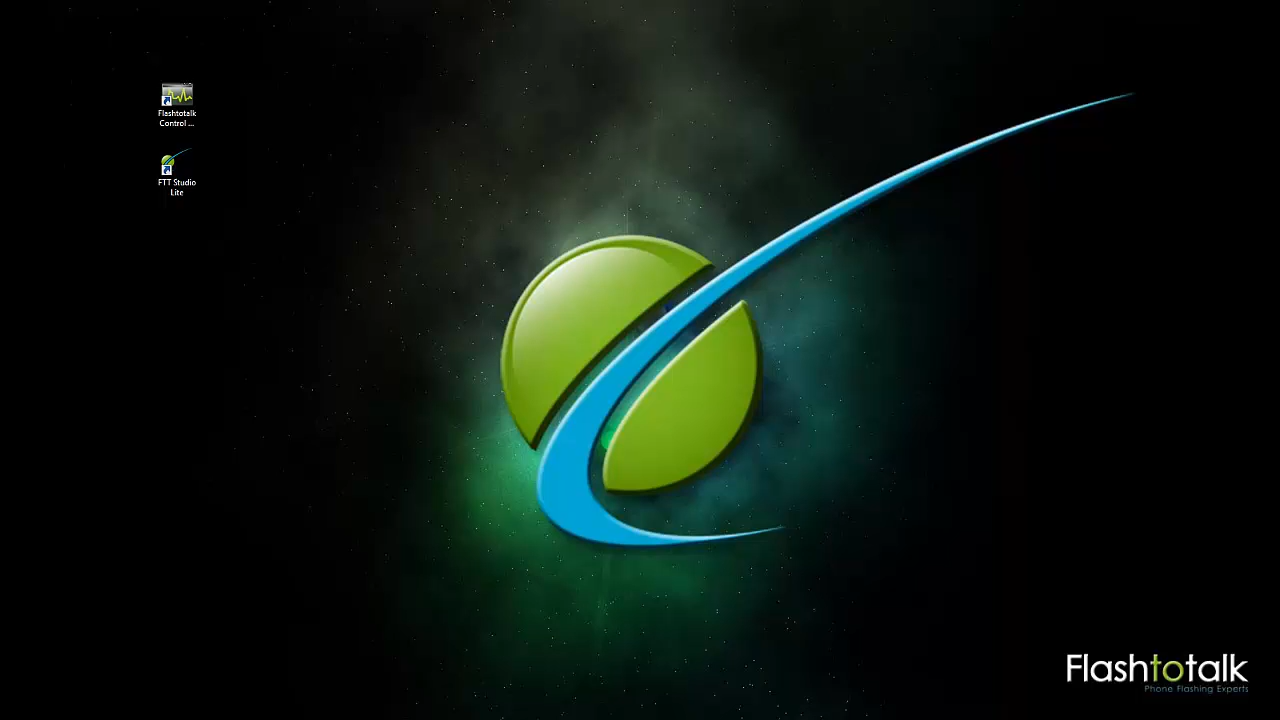 Flashtotalk
Control ...
FTT Studio
Lite
Flashtotalk
Phone Flashing Experts